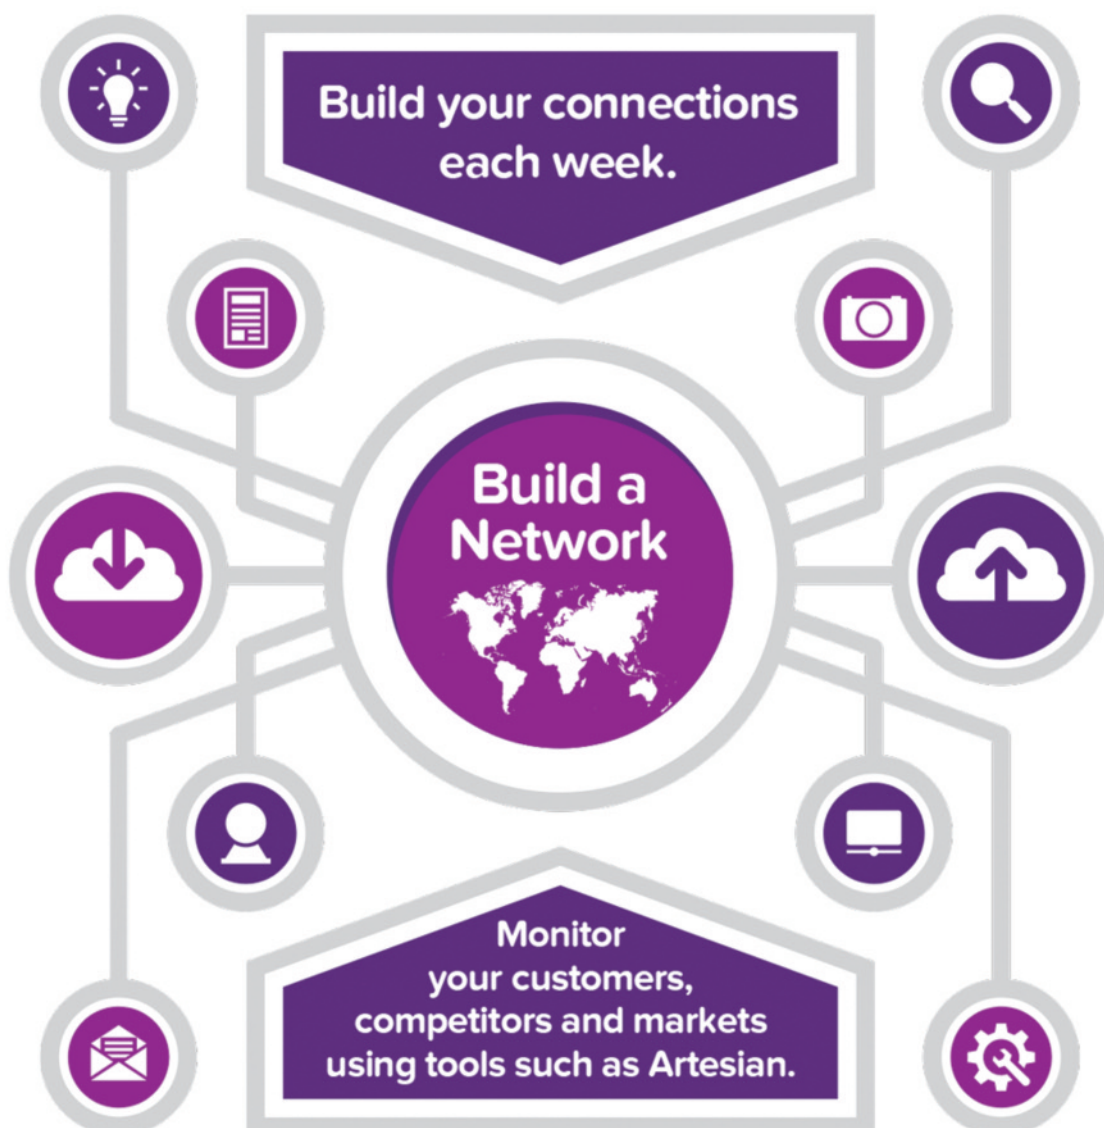 Build your connections
each week.
Build a
Network
Monitor
your customers,
competitors and markets
using tools such as Artesian.